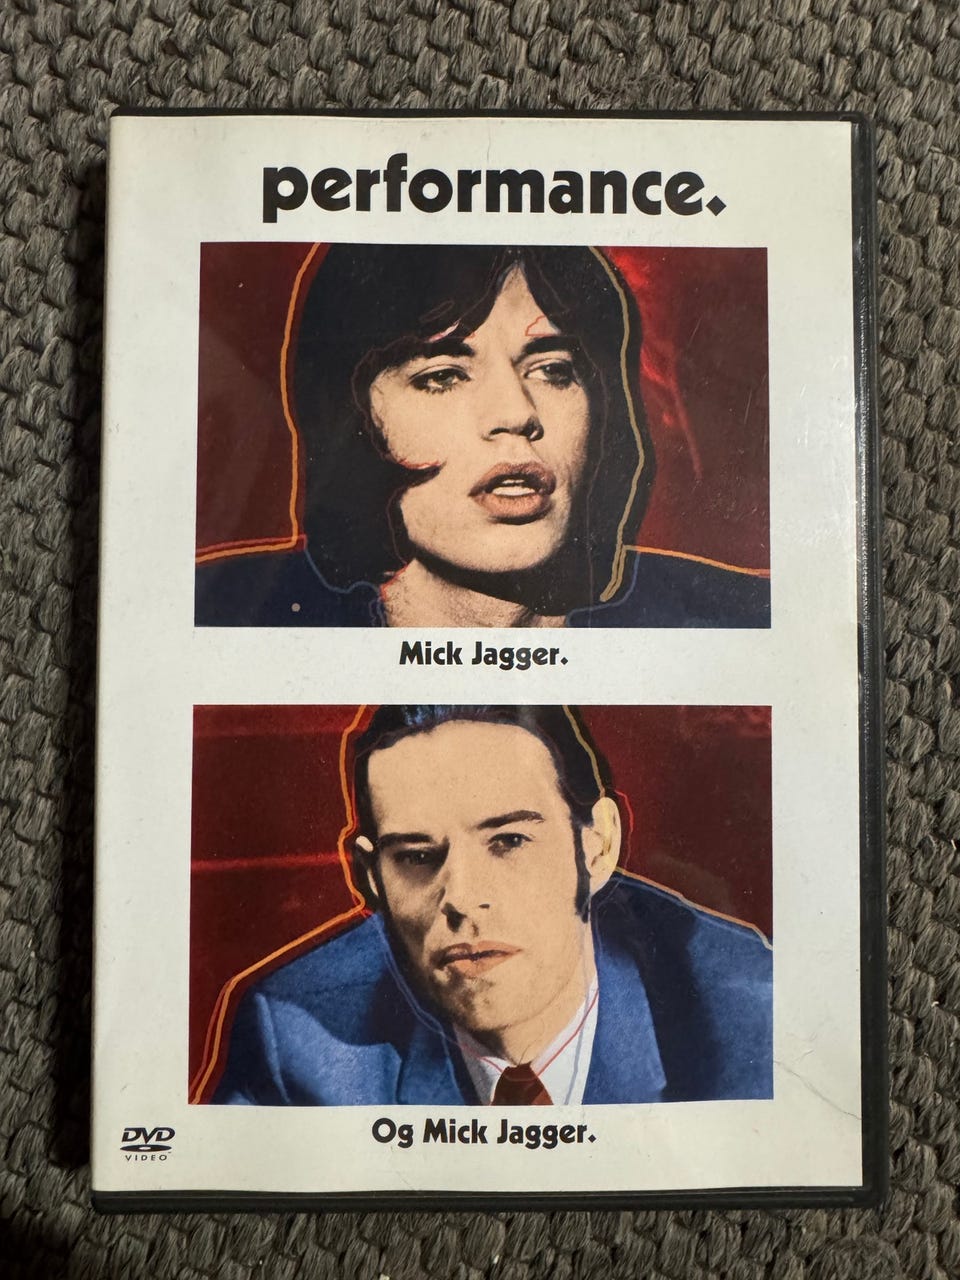 performance.
Mick Jagger.
Og Mick Jagger.
DVD
VIDEO